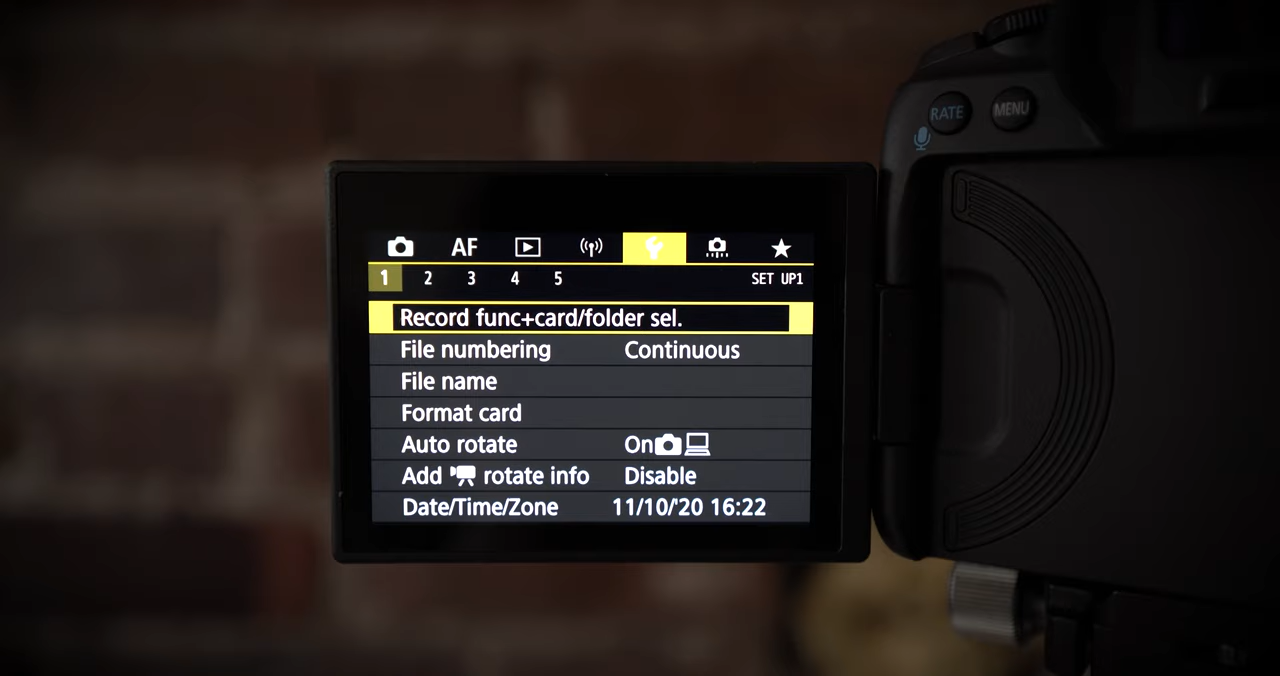 RATE MENU
AF
1 2 3 4 5 SET UP1
Record func+card/folder sel.
File numbering Continuous
File name
Format card
Auto rotate On
Add rotate info Disable
Date/Time/Zone 11/10/'20 16:22